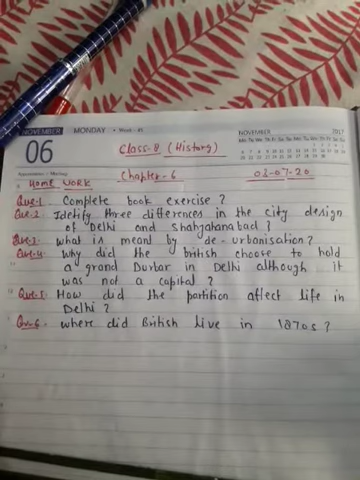 NOVEMBER MONDAY • Week - 45
06
NOVEMBER 2017
Class-8 (History)
Chapter-6
03-07-20
HOME WORK
Que-1. Complete book exercise ?
Que-2. Idetify three differences in the city design
of Delhi and shahjahanabad ?
Que-3. what is meant by de-urbanisation?
Que-4. Why did the british choose to hold
a grand Durbar in Delhi although it
was not a capital ?
Que-5. How did the partition affect life in
Delhi ?
Qu-6. where did British live in 1870s ?